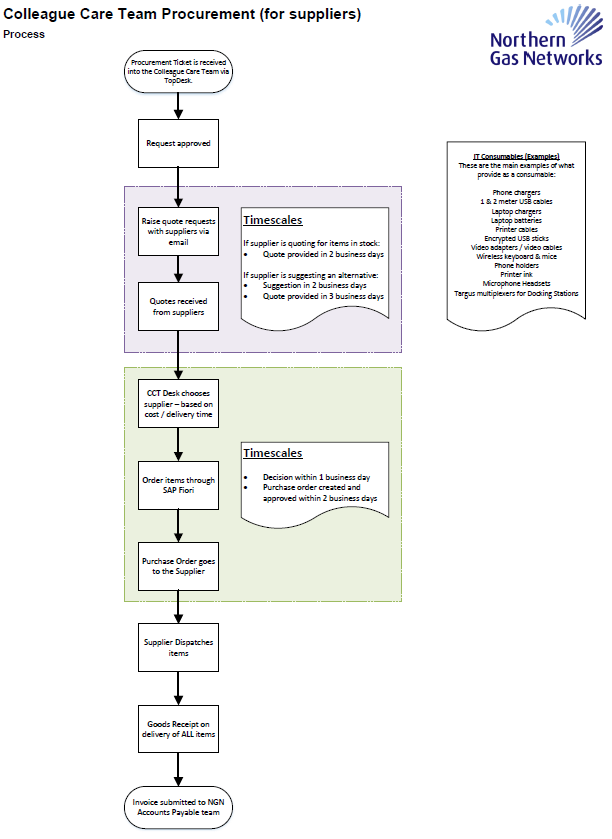 Colleague Care Team Procurement (for suppliers)
Process
Northern
Gas Networks
Procurement Ticket is received
into the Colleague Care Team via
TopDesk.
Request approved
Raise quote requests
with suppliers via
email
Timescales
If supplier is quoting for items in stock:
• Quote provided in 2 business days
If supplier is suggesting an alternative:
• Suggestion in 2 business days
• Quote provided in 3 business days
Quotes received
from suppliers
IT Consumables (Examples)
These are the main examples of what
provide as a consumable:
Phone chargers
1 & 2 meter USB cables
Laptop chargers
Laptop batteries
Printer cables
Encrypted USB sticks
Video adapters / video cables
Wireless keyboard & mice
Phone holders
Printer ink
Microphone Headsets
Targus multiplexers for Docking Stations
CCT Desk chooses
supplier – based on
cost / delivery time
Order items through
SAP Fiori
Timescales
• Decision within 1 business day
• Purchase order created and
approved within 2 business days
Purchase Order goes
to the Supplier
Supplier Dispatches
items
Goods Receipt on
delivery of ALL items
Invoice submitted to NGN
Accounts Payable team